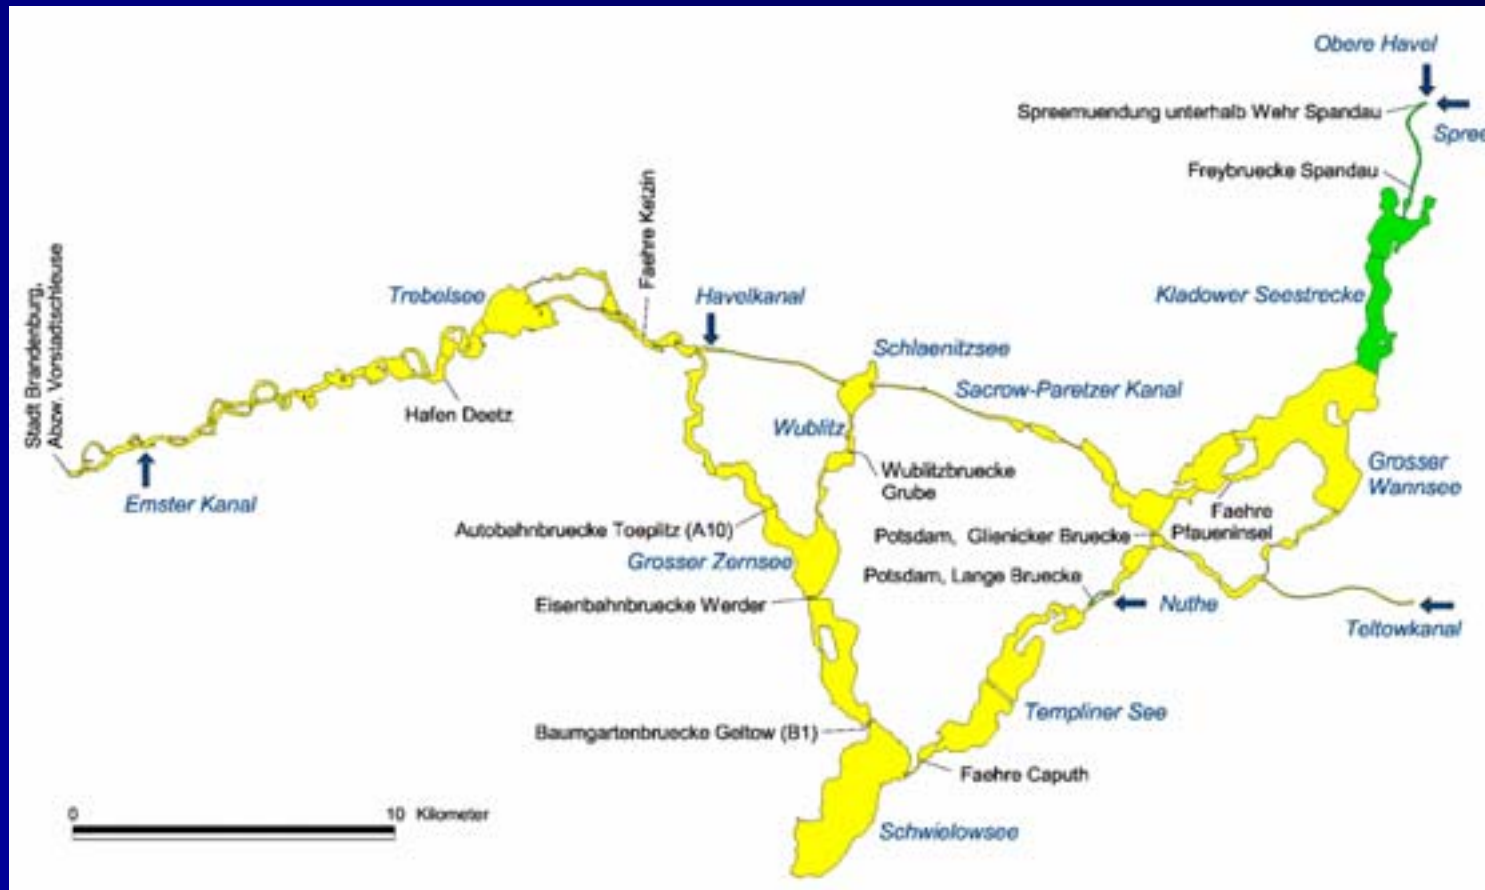 Obere Havel
Spreemuendung unterhalb Wehr Spandau
Spree
Freybruecke Spandau
Faehre Ketzin
Stadt Brandenburg,
Abzw. Vorstadtschleuse
Trebelsee
Havelkanal
Kladower Seestrecke
Schlaenitzsee
Sacrow-Paretzer Kanal
Hafen Deetz
Wublitz
Wublitzbruecke
Grube
Grosser
Wannsee
Emster Kanal
Faehre
Pfaueninsel
Autobahnbruecke Toeplitz (A10)
Potsdam, Glienicker Bruecke
Grosser Zernsee
Potsdam, Lange Bruecke
Eisenbahnbruecke Werder
Nuthe
Teltowkanal
Templiner See
Baumgartenbruecke Geltow (B1)
Faehre Caputh
0 10 Kilometer
Schwielowsee